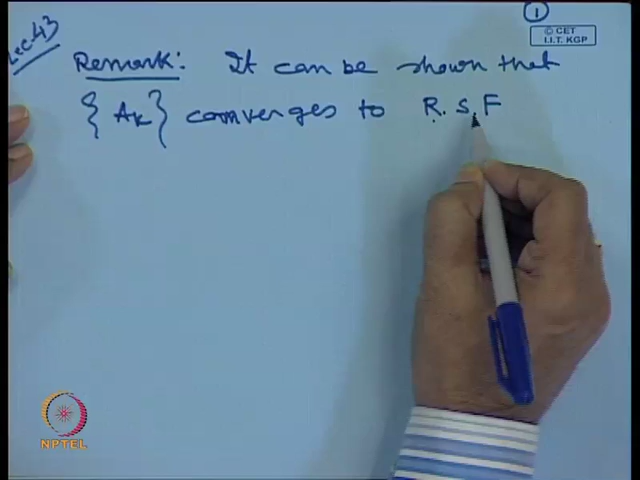 1
© CET
I.I.T. KGP
Lec-43
Remark: It can be shown that
{AK} converges to R.S.F
NPTEL